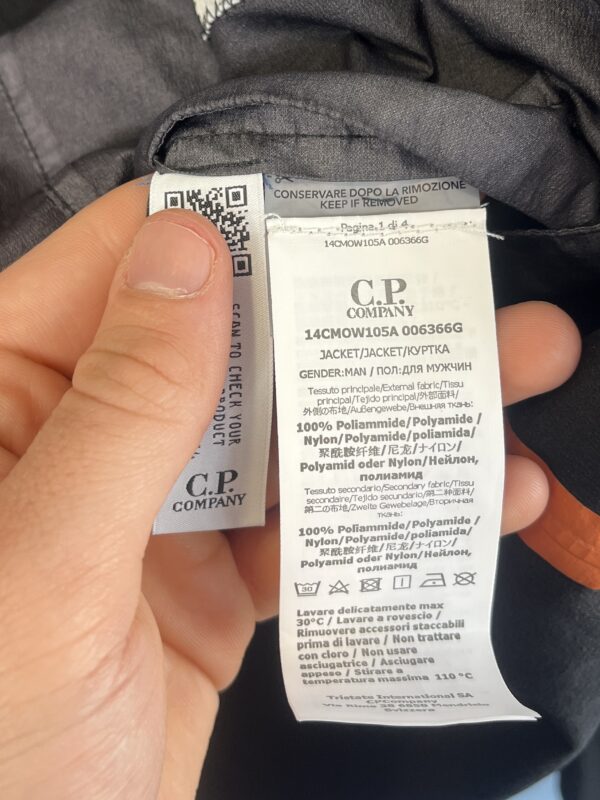 CONSERVARE DOPO LA RIMOZIONE
KEEP IF REMOVED
Pagina 1 di 4
14CMOW105A 006366G
C.P.
COMPANY
14CMOW105A 006366G
JACKET/JACKET/КУРТКА
GENDER:MAN / ПОЛ:ДЛЯ МУЖЧИН
Tessuto principale/External fabric/Tissu
principal/Tejido principal/外部面料/
外側の布地/Außengewebe/Внешняя ткань:
100% Poliammide/Polyamide /
Nylon/Polyamide/poliamida/
聚酰胺纤维/尼龙/ナイロン/
Polyamid oder Nylon/Нейлон,
полиамид
Tessuto secondario/Secondary fabric/Tissu
secondaire/Tejido secundario/第二种面料/
第二の布地/Zweite Gewebelage/Вторичная
ткань:
100% Poliammide/Polyamide /
Nylon/Polyamide/poliamida/
聚酰胺纤维/尼龙/ナイロン/
Polyamid oder Nylon/Нейлон,
полиамид
30
Lavare delicatamente max
30°C / Lavare a rovescio /
Rimuovere accessori staccabili
prima di lavare / Non trattare
con cloro / Non usare
asciugatrice / Asciugare
appeso / Stirare a
temperatura massima 110 °C
Tristate International SA
CPCompany
Via Rime 38 6850 Mendrisio
Svizzera
SCAN TO CHECK YOUR
PRODUCT
C.P.
COMPANY